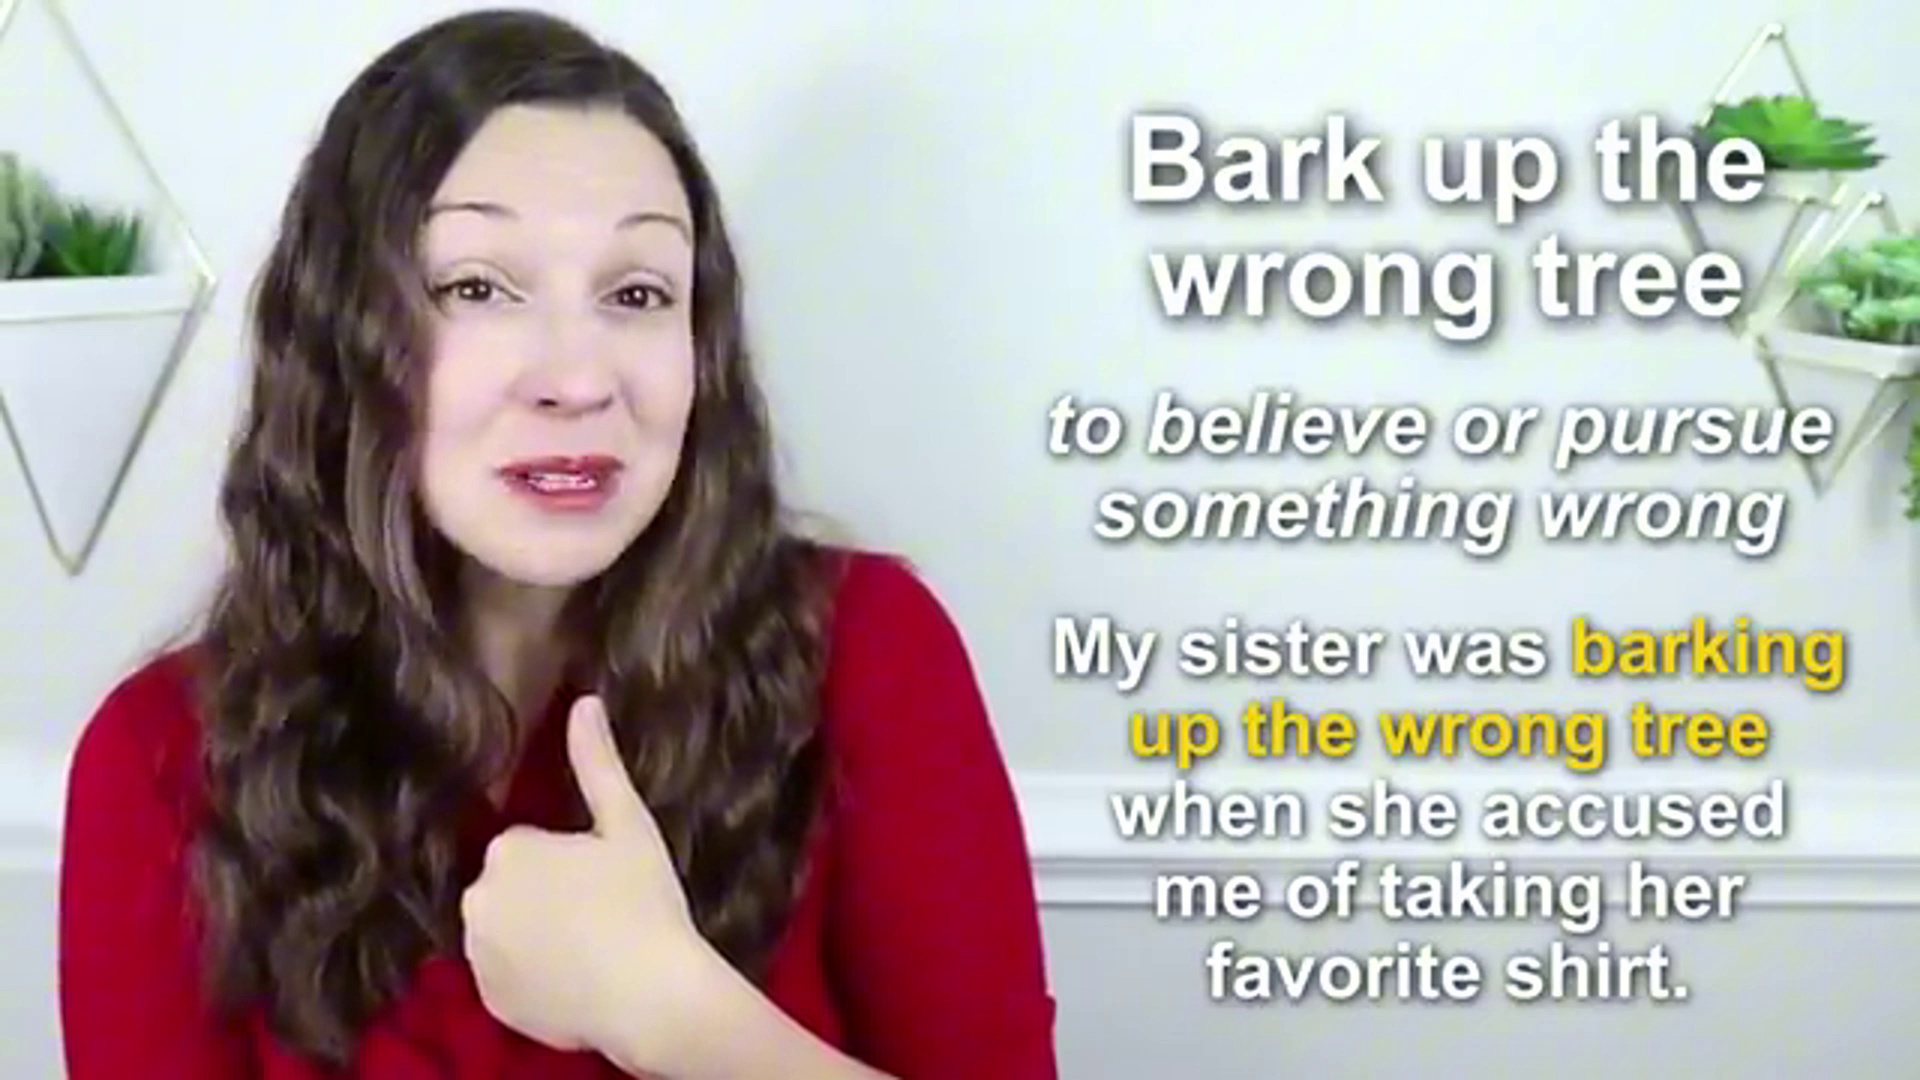 Bark up the
wrong tree
to believe or pursue
something wrong
My sister was barking
up the wrong tree
when she accused
me of taking her
favorite shirt.